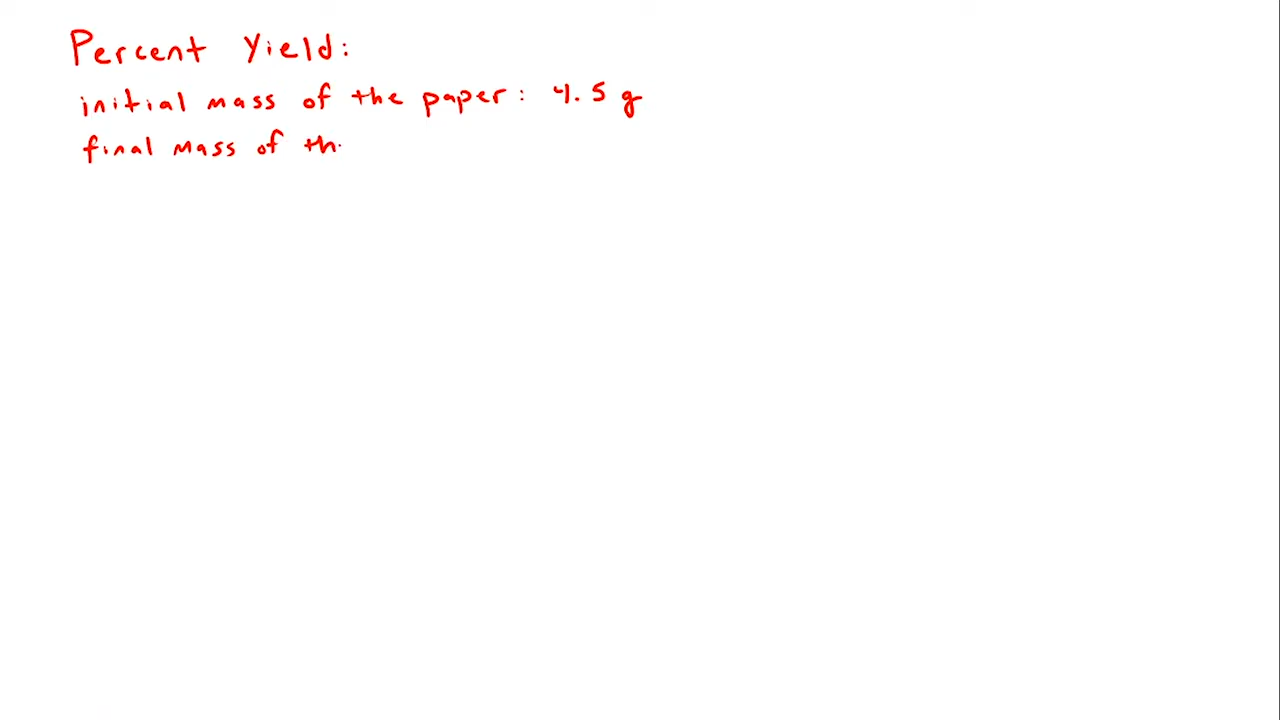 Percent Yield:
initial mass of the paper: 4.5 g
final mass of th